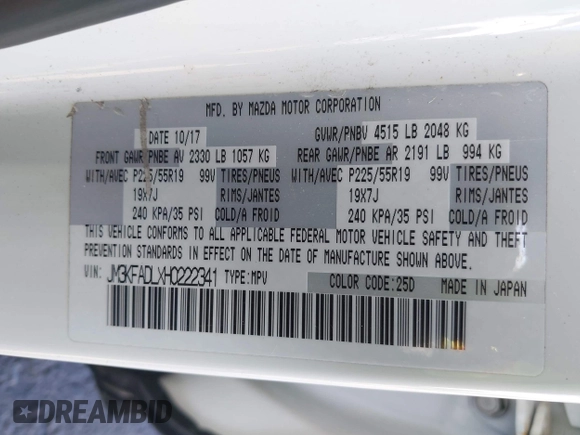 MFD. BY MAZDA MOTOR CORPORATION
DATE 10/17 GVWR/PNBV 4515 LB 2048 KG
FRONT GAWR/PNBE AV 2330 LB 1057 KG REAR GAWR/PNBE AR 2191 LB 994 KG
WITH/AVEC P225/55R19 99V TIRES/PNEUS WITH/AVEC P225/55R19 99V TIRES/PNEUS
19X7J RIMS/JANTES 19X7J RIMS/JANTES
240 KPA/35 PSI COLD/A FROID 240 KPA/35 PSI COLD/A FROID
THIS VEHICLE CONFORMS TO ALL APPLICABLE FEDERAL MOTOR VEHICLE SAFETY AND THEFT
PREVENTION STANDARDS IN EFFECT ON THE DATE OF MANUFACTURE SHOWN ABOVE.
VIN: JM3KFADLXH0222341 TYPE: MPV COLOR CODE: 25D MADE IN JAPAN
DREAMBID